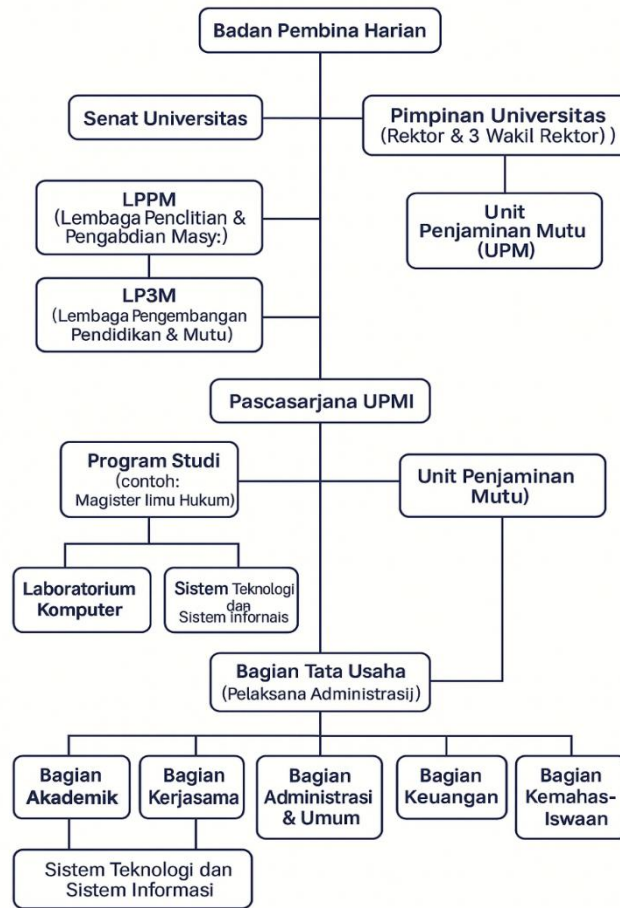 Badan Pembina Harian
Senat Universitas
Pimpinan Universitas
(Rektor & 3 Wakil Rektor) )
LPPM
(Lembaga Penclitian &
Pengabdian Masy:)
Unit
Penjaminan Mutu
(UPM)
LP3M
(Lembaga Pengembangan
Pendidikan & Mutu)
Pascasarjana UPMI
Program Studi
(contoh:
Magister Iimu Hukum)
Unit Penjaminan
Mutu)
Laboratorium
Komputer
Sistem Teknologi
dan
Sistem infornais
Bagian Tata Usaha
(Pelaksana Administrasij)
Bagian
Akademik
Bagian
Kerjasama
Bagian
Administrasi
& Umum
Bagian
Keuangan
Bagian
Kemahas-
Iswaan
Sistem Teknologi dan
Sistem Informasi